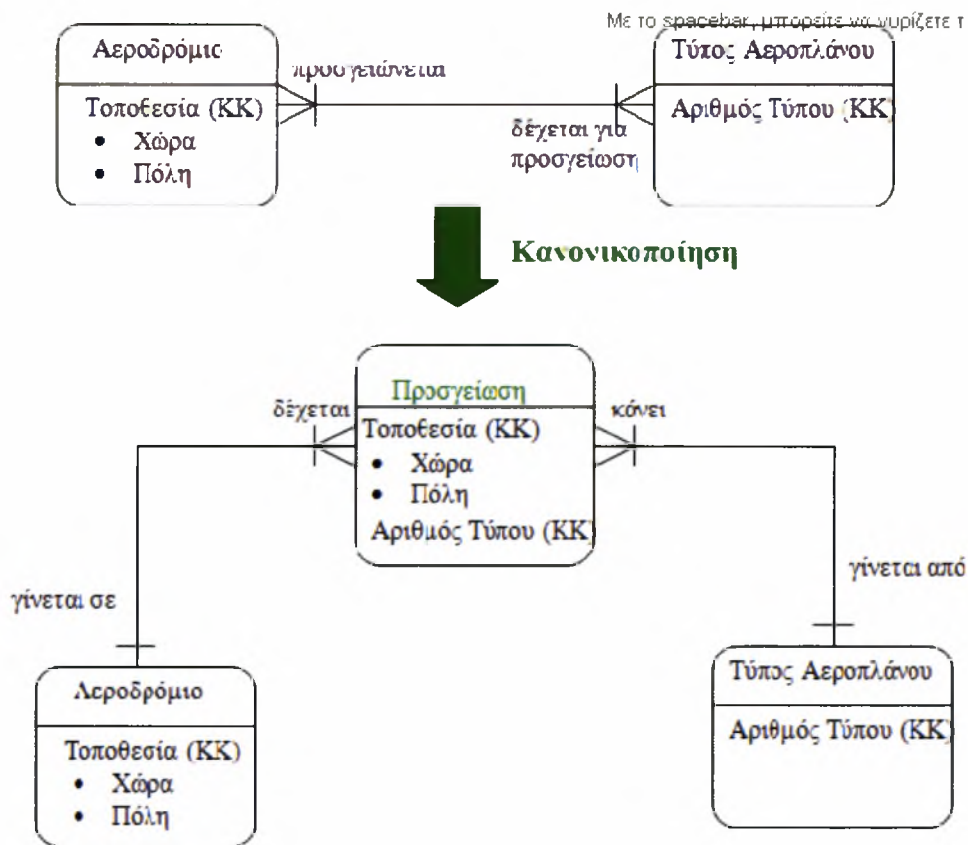 Με το spacebar, μπορείτε να γυρίζετε τ
Αεροδρόμιο
προσγειώνεται
Τύπος Αεροπλάνου
Τοποθεσία (ΚΚ)
• Χώρα
• Πόλη
δέχεται για
προσγείωση
Αριθμός Τύπου (ΚΚ)
Κανονικοποίηση
Προσγείωση
δέχεται
κάνει
Τοποθεσία (ΚΚ)
• Χώρα
• Πόλη
Αριθμός Τύπου (ΚΚ)
γίνεται σε
γίνεται από
Αεροδρόμιο
Τοποθεσία (ΚΚ)
• Χώρα
• Πόλη
Τύπος Αεροπλάνου
Αριθμός Τύπου (ΚΚ)